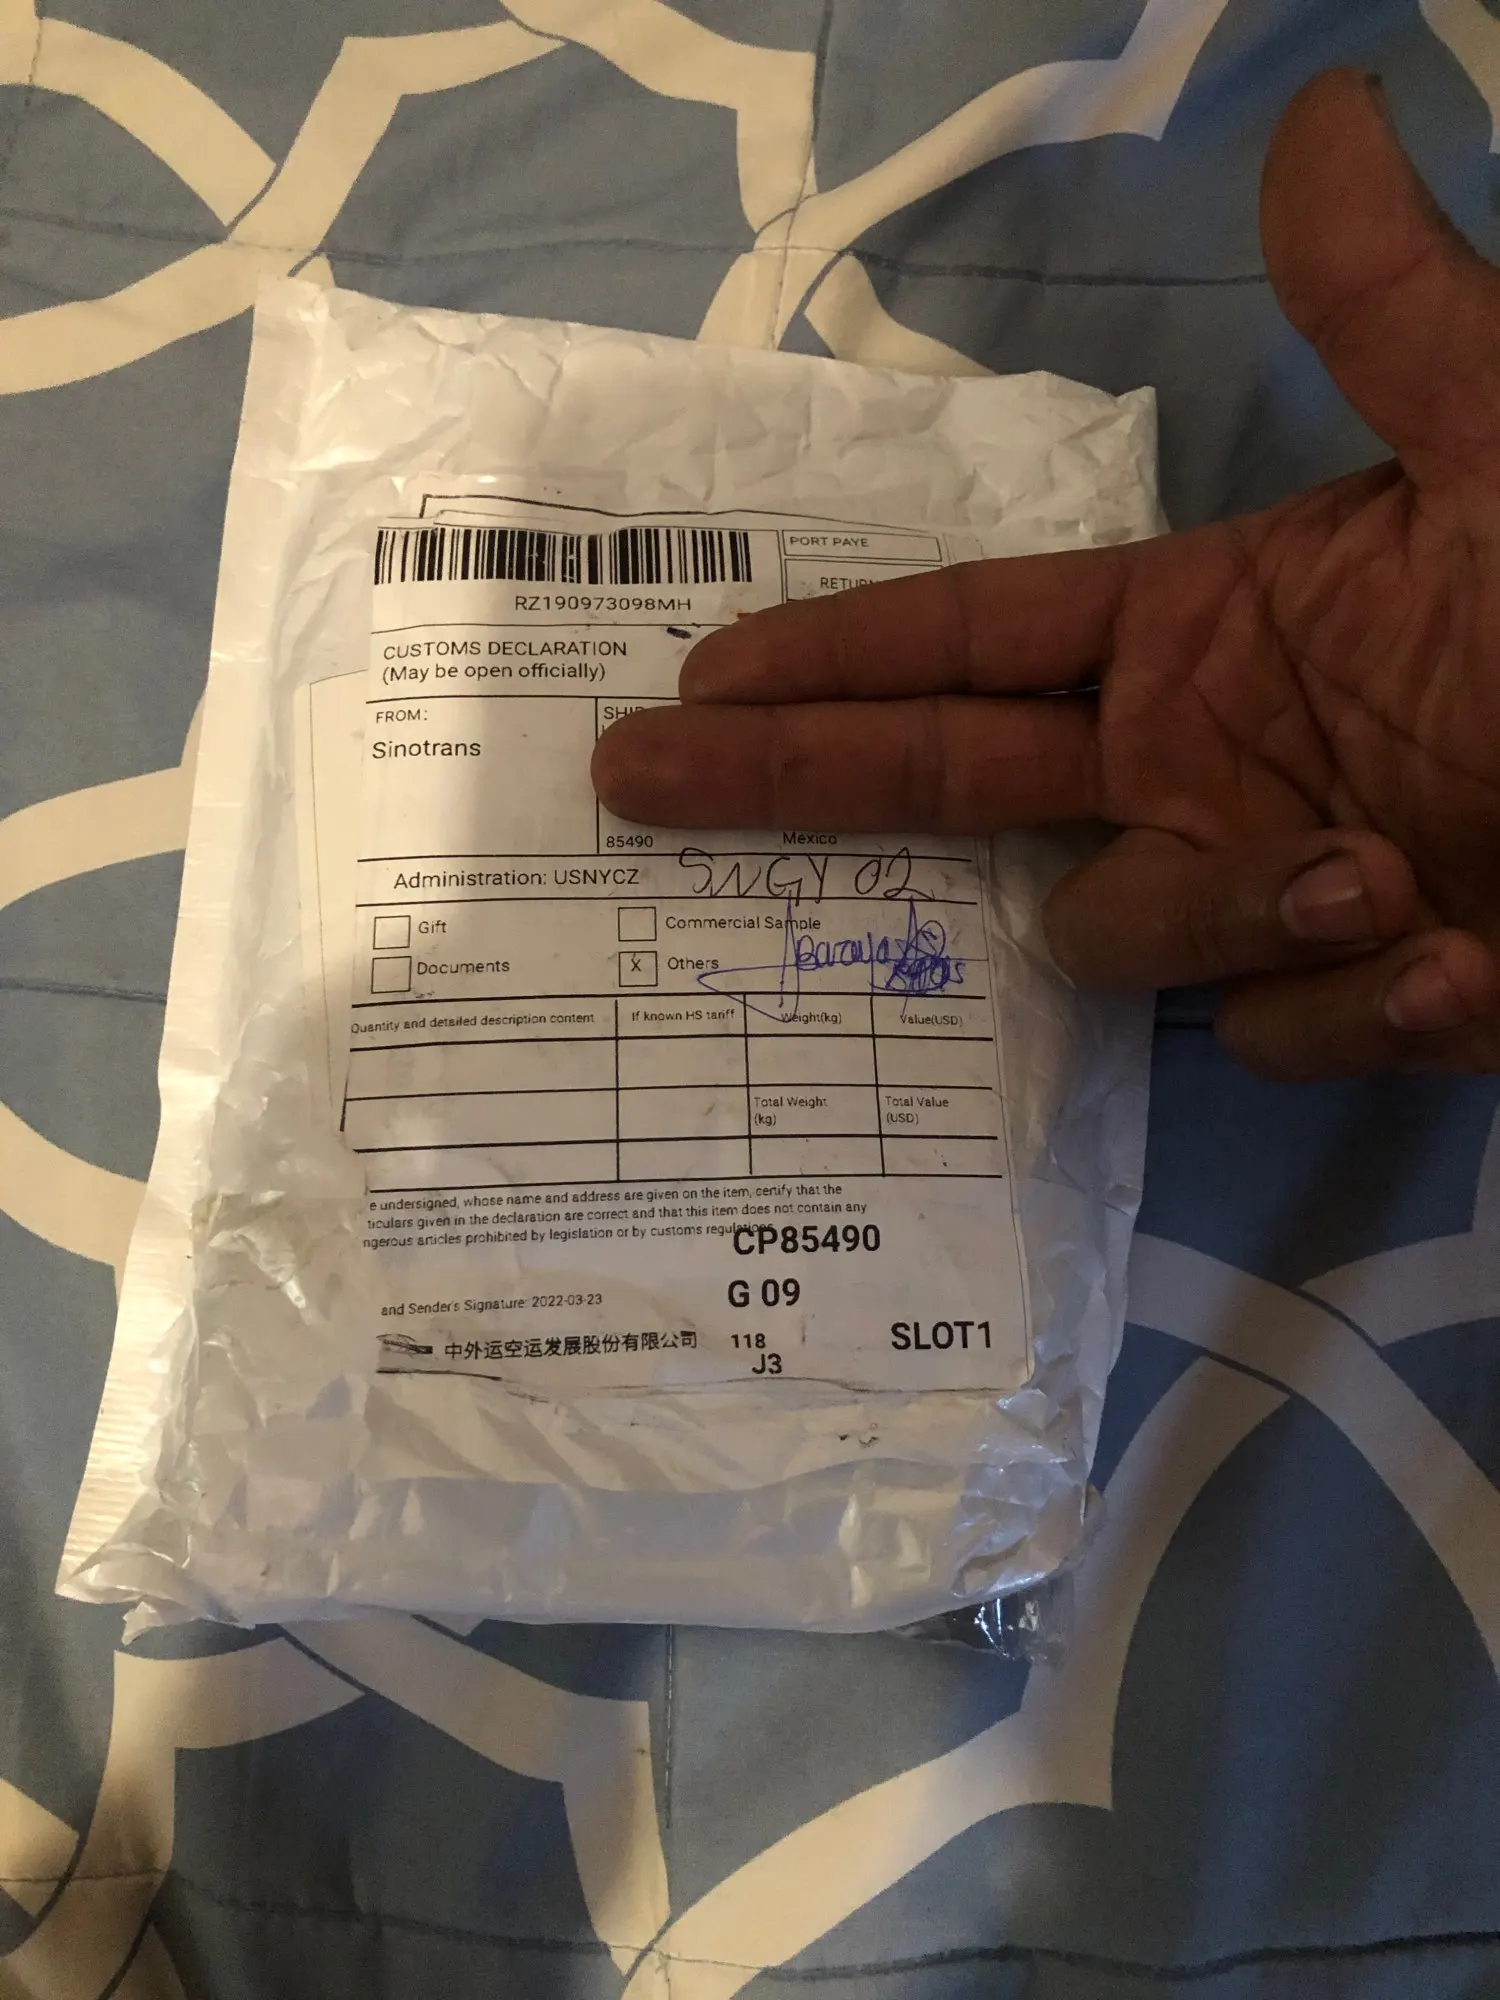 PORT PAYE
RZ190973098MH
CUSTOMS DECLARATION
(May be open officially)
FROM:
Sinotrans
85490
Mexico
Administration: USNYCZ
SNGY 02
Gift
Commercial Sample
Documents
X Others
Quantity and detailed description content
If known HS tariff
Weight(kg)
Value(USD)
Total Weight
(kg)
Total Value
(USD)
e undersigned, whose name and address are given on the item, certify that the
ticulars given in the declaration are correct and that this item does not contain any
ngerous articles prohibited by legislation or by customs regulations
CP85490
G 09
and Sender's Signature: 2022-03-23
中外运空运发展股份有限公司
118
J3
SLOT1